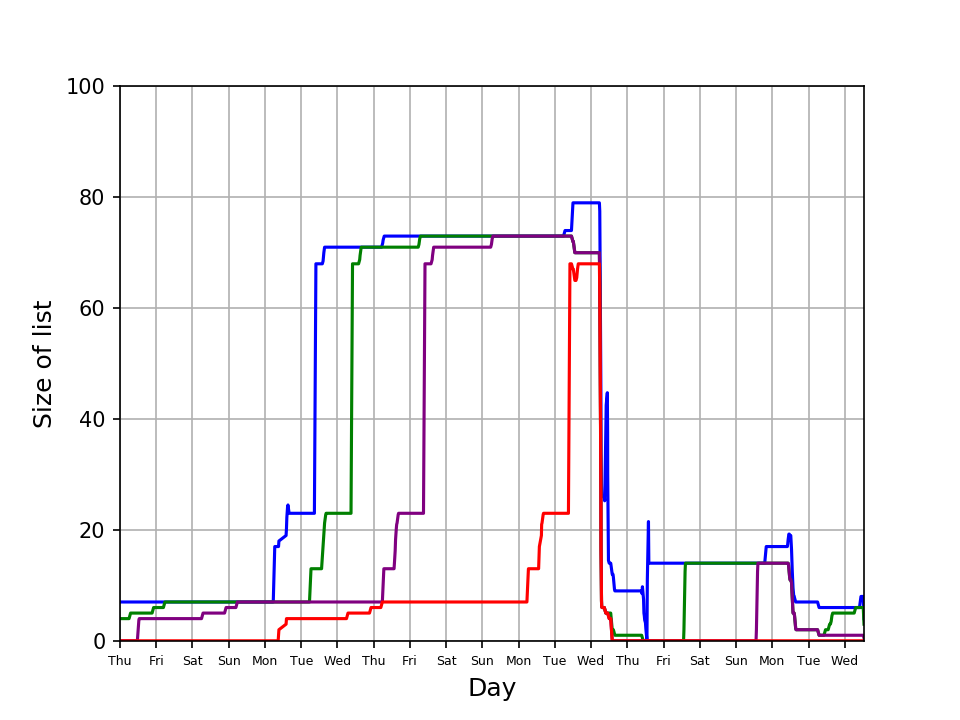 100
80
60
40
20
0
Size of list
Thu Fri Sat Sun Mon Tue Wed Thu Fri Sat Sun Mon Tue Wed Thu Fri Sat Sun Mon Tue Wed
Day